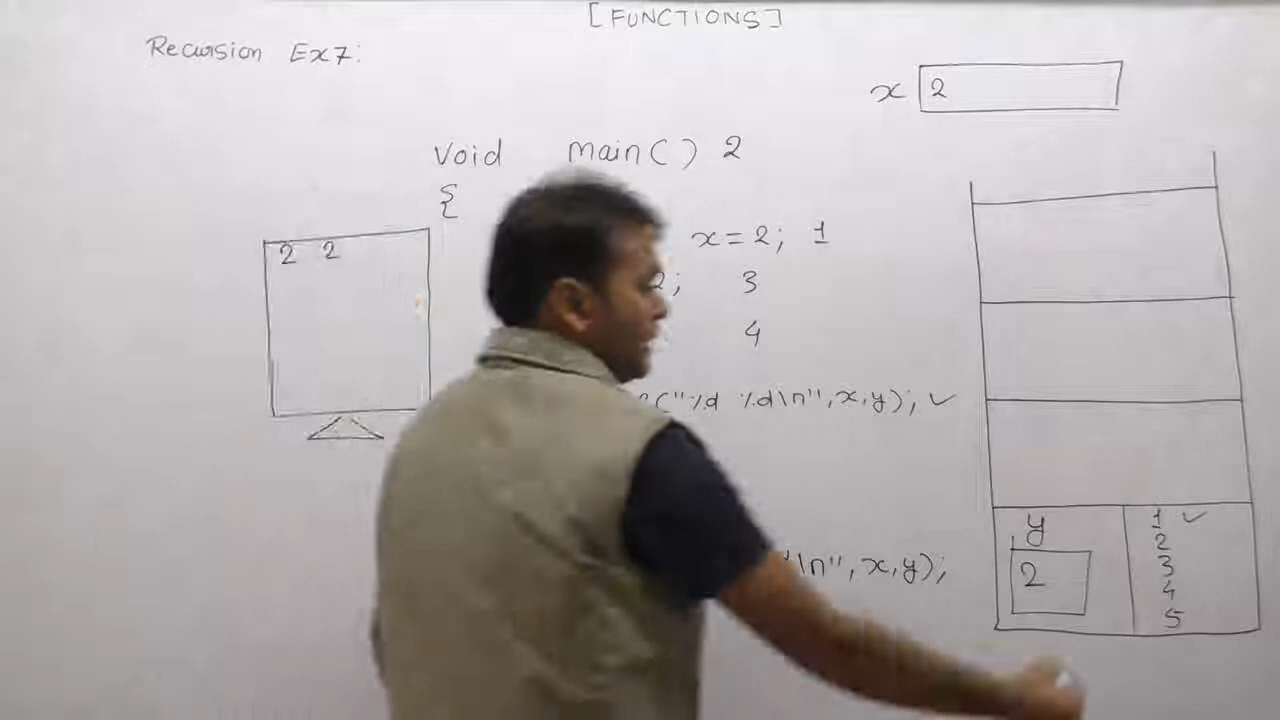 [FUNCTIONS]
Recursion Ex7:
x 2
void main() 2
{
2 2
x=2; 1
2; 3
4
("%d %d\n",x,y); ✓
y
2
1 ✓
2
3
4
5
\n",x,y);